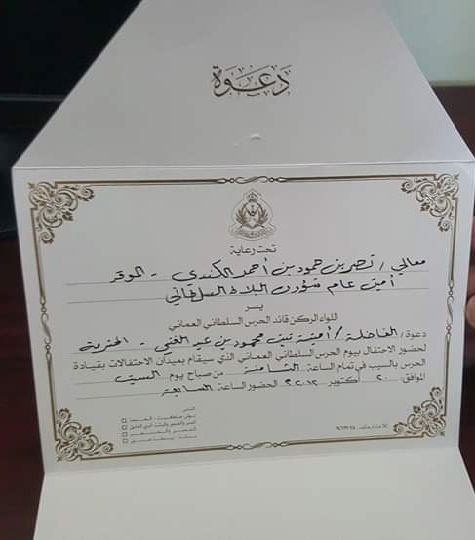 دعوة
تحت رعاية
معالي / نصر بن حمود بن أحمد الكندي - الموقر
أمين عام شؤون البلاط السلطاني
يسر
اللواء الركن قائد الحرس السلطاني العماني
دعوة/ الفاضلة / أمينة بنت محمود بن عبد الغني - المحترمة
لحضور الاحتفال بيوم الحرس السلطاني العماني الذي سيقام بميدان الاحتفالات بقيادة
الحرس بالسيب في تمام الساعة الثامنة من صباح يوم السبت
الموافق ٢٠ أكتوبر ٢٠١٢م الحضور الساعة السابعة